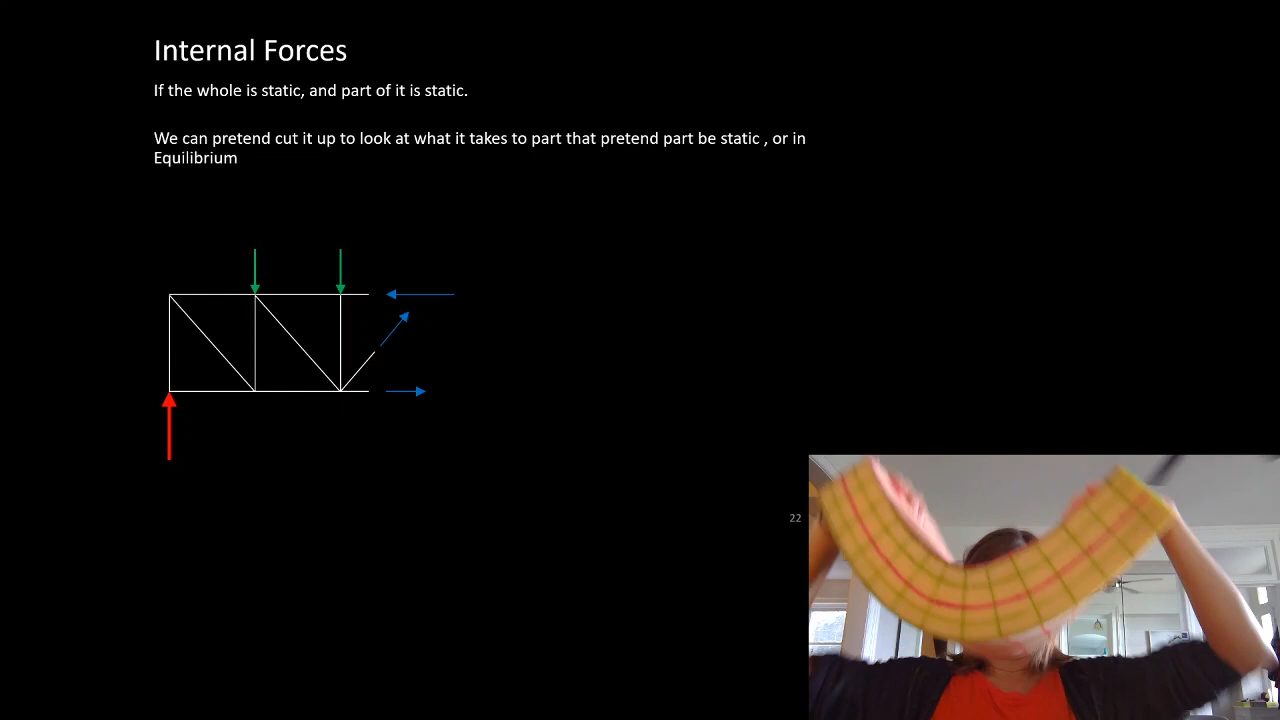 Internal Forces
If the whole is static, and part of it is static.
We can pretend cut it up to look at what it takes to part that pretend part be static , or in
Equilibrium
22